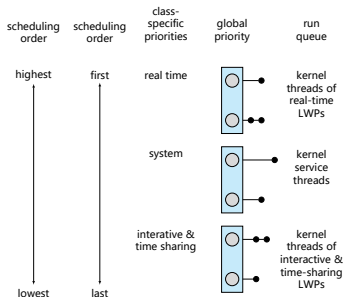 scheduling
order
scheduling
order
class-
specific
priorities
global
priority
run
queue
highest
first
real time
kernel
threads of
real-time
LWPs
system
kernel
service
threads
interative &
time sharing
kernel
threads of
interactive &
time-sharing
LWPs
lowest
last